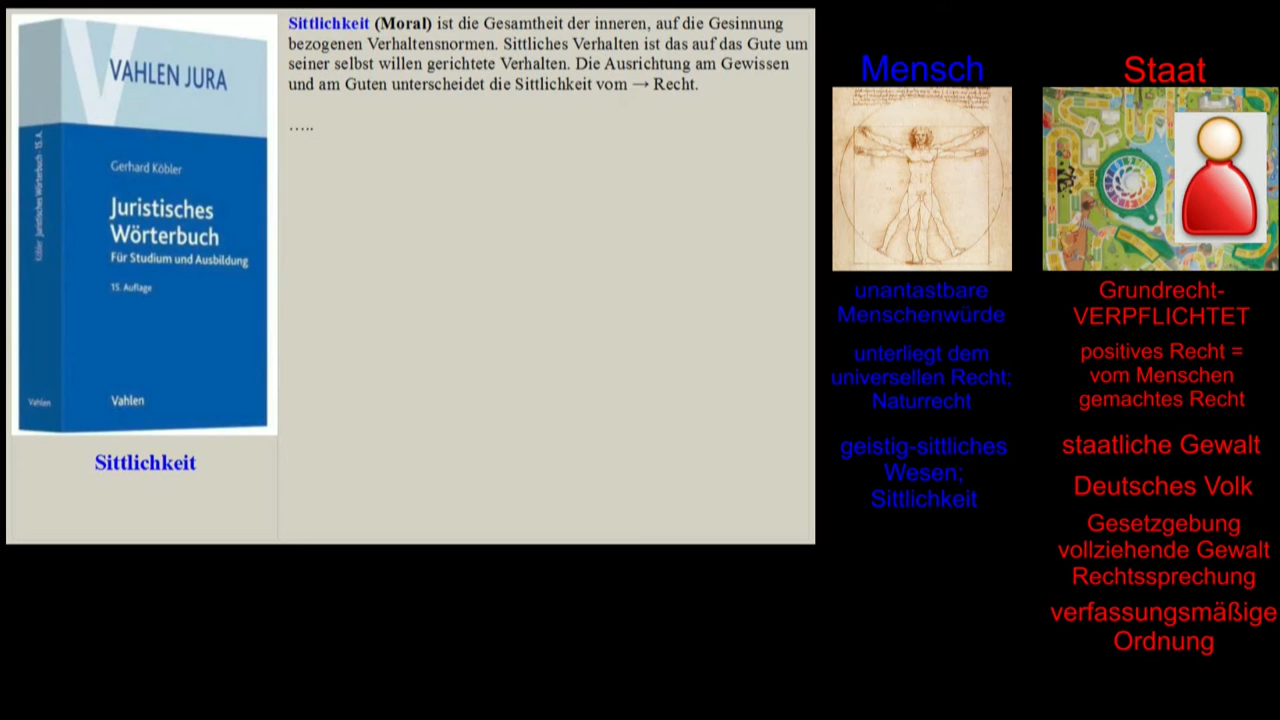 VAHLEN JURA
Gerhard Köbler
Juristisches
Wörterbuch
Für Studium und Ausbildung
15. Auflage
Vahlen
Köbler Juristisches Wörterbuch · 15. A.
Vahlen
Sittlichkeit
Sittlichkeit (Moral) ist die Gesamtheit der inneren, auf die Gesinnung
bezogenen Verhaltensnormen. Sittliches Verhalten ist das auf das Gute um
seiner selbst willen gerichtete Verhalten. Die Ausrichtung am Gewissen
und am Guten unterscheidet die Sittlichkeit vom → Recht.
…..
Mensch
unantastbare
Menschenwürde
unterliegt dem
universellen Recht;
Naturrecht
geistig-sittliches
Wesen;
Sittlichkeit
Staat
Grundrecht-
VERPFLICHTET
positives Recht =
vom Menschen
gemachtes Recht
staatliche Gewalt
Deutsches Volk
Gesetzgebung
vollziehende Gewalt
Rechtssprechung
verfassungsmäßige
Ordnung